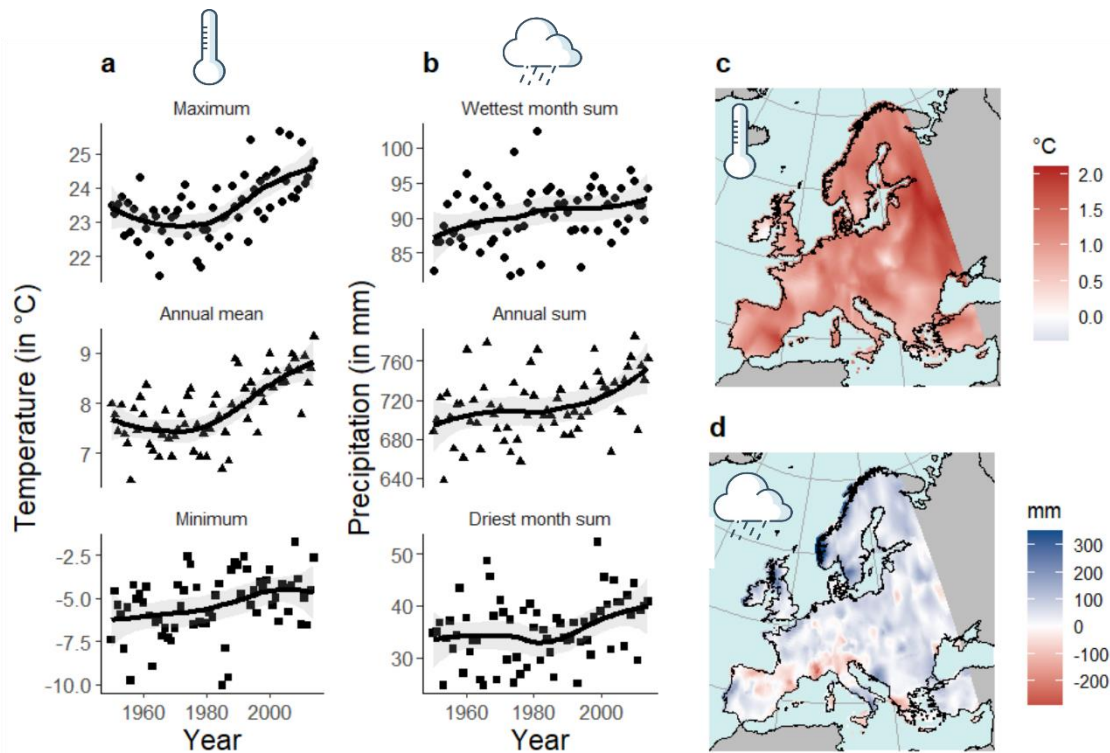 a
Maximum
25
24
23
22
Annual mean
9
8
7
Minimum
-2.5
-5.0
-7.5
-10.0
1960 1980 2000
Year
Temperature (in °C)
b
Wettest month sum
100
95
90
85
Annual sum
760
720
680
640
Driest month sum
50
40
30
1960 1980 2000
Year
Precipitation (in mm)
c
°C
2.0
1.5
1.0
0.5
0.0
d
mm
300
200
100
0
-100
-200